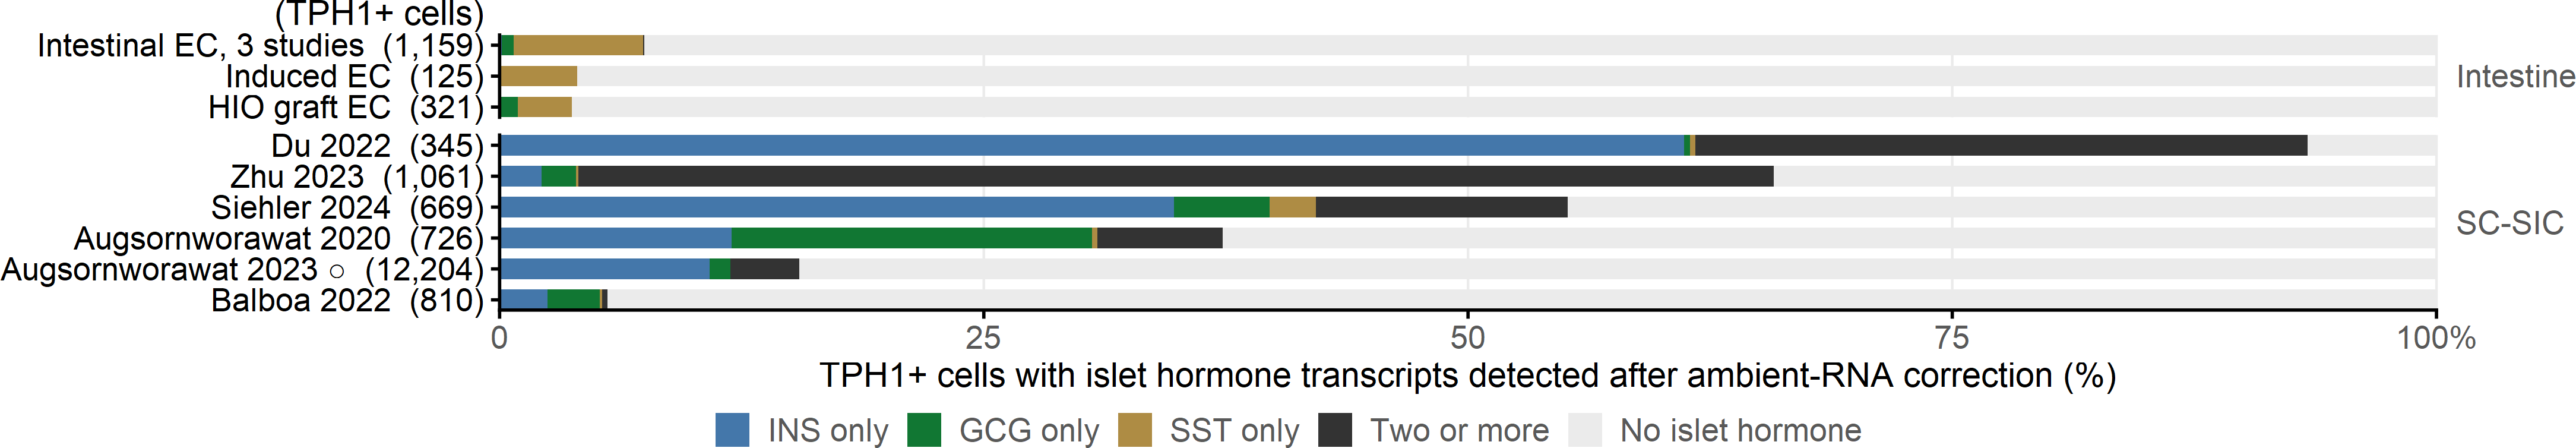 (TPH1+ cells)
Intestinal EC, 3 studies (1,159)
Induced EC (125)
HIO graft EC (321)
Intestine
Du 2022 (345)
Zhu 2023 (1,061)
Siehler 2024 (669)
SC-SIC
Augsornworawat 2020 (726)
Augsornworawat 2023 ○ (12,204)
Balboa 2022 (810)
0 25 50 75 100%
TPH1+ cells with islet hormone transcripts detected after ambient-RNA correction (%)
INS only GCG only SST only Two or more No islet hormone